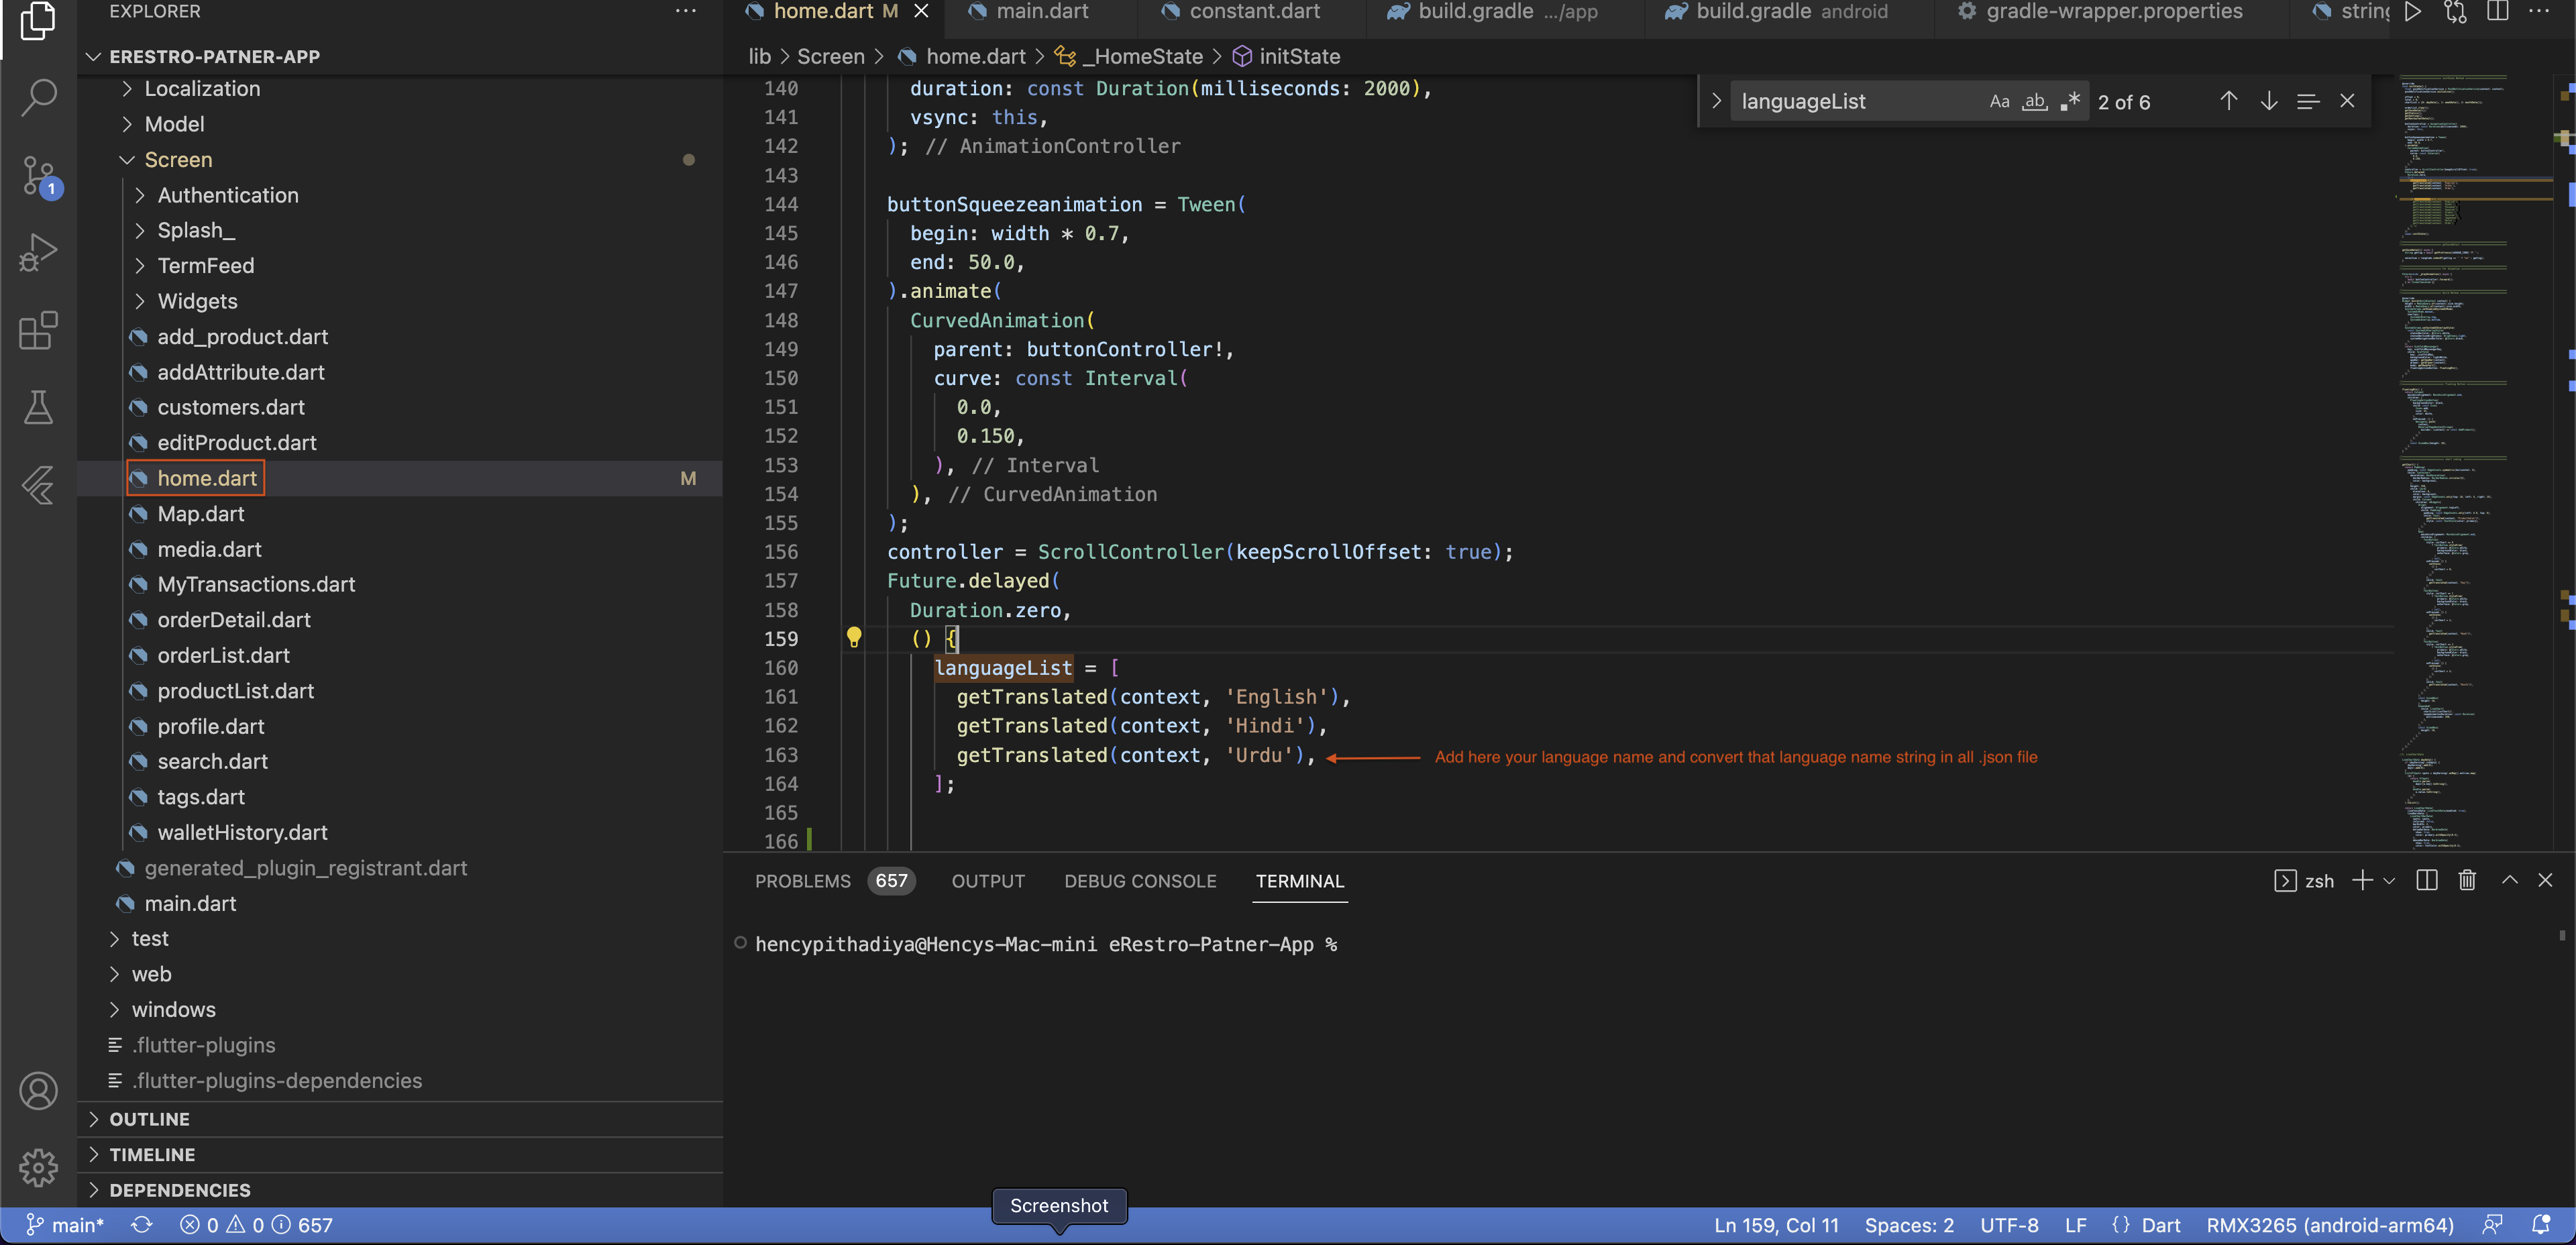 EXPLORER
ERESTRO-PATNER-APP
Localization
Model
Screen
Authentication
Splash_
TermFeed
Widgets
add_product.dart
addAttribute.dart
customers.dart
editProduct.dart
home.dart M
Map.dart
media.dart
MyTransactions.dart
orderDetail.dart
orderList.dart
productList.dart
profile.dart
search.dart
tags.dart
walletHistory.dart
generated_plugin_registrant.dart
main.dart
test
web
windows
.flutter-plugins
.flutter-plugins-dependencies
OUTLINE
TIMELINE
DEPENDENCIES
1
home.dart M main.dart constant.dart build.gradle .../app build.gradle android gradle-wrapper.properties
lib > Screen > home.dart > _HomeState > initState
languageList Aa ab 2 of 6
140 duration: const Duration(milliseconds: 2000),
141 vsync: this,
142 ); // AnimationController
143
144 buttonSqueezeanimation = Tween(
145 begin: width * 0.7,
146 end: 50.0,
147 ).animate(
148 CurvedAnimation(
149 parent: buttonController!,
150 curve: const Interval(
151 0.0,
152 0.150,
153 ), // Interval
154 ), // CurvedAnimation
155 );
156 controller = ScrollController(keepScrollOffset: true);
157 Future.delayed(
158 Duration.zero,
159 () {
160 languageList = [
161 getTranslated(context, 'English'),
162 getTranslated(context, 'Hindi'),
163 getTranslated(context, 'Urdu'), Add here your language name and convert that language name string in all .json file
164 ];
165
166
PROBLEMS 657 OUTPUT DEBUG CONSOLE TERMINAL zsh
hencypithadiya@Hencys-Mac-mini eRestro-Patner-App %
Screenshot
main* 0 0 657 Ln 159, Col 11 Spaces: 2 UTF-8 LF {} Dart RMX3265 (android-arm64)